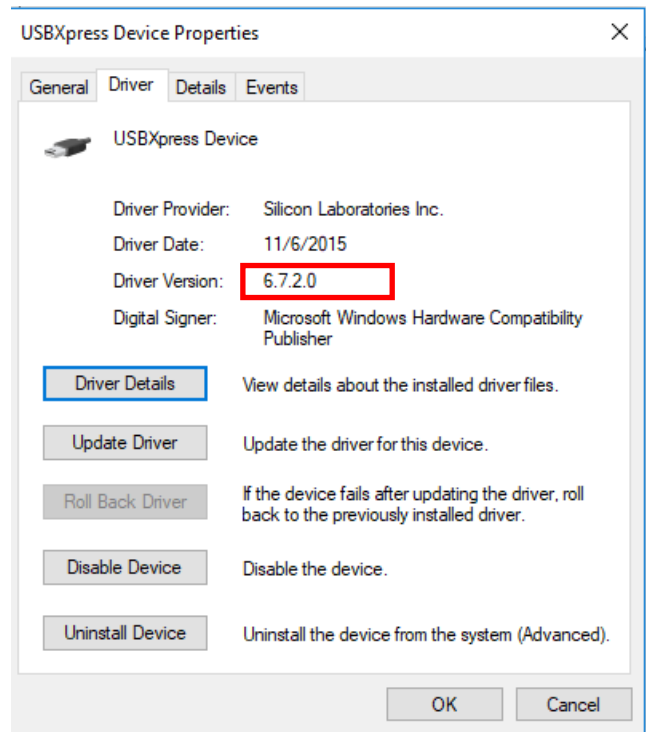 USBXpress Device Properties
General Driver Details Events
USBXpress Device
Driver Provider: Silicon Laboratories Inc.
Driver Date: 11/6/2015
Driver Version: 6.7.2.0
Digital Signer: Microsoft Windows Hardware Compatibility
Publisher
Driver Details View details about the installed driver files.
Update Driver Update the driver for this device.
Roll Back Driver If the device fails after updating the driver, roll
back to the previously installed driver.
Disable Device Disable the device.
Uninstall Device Uninstall the device from the system (Advanced).
OK Cancel